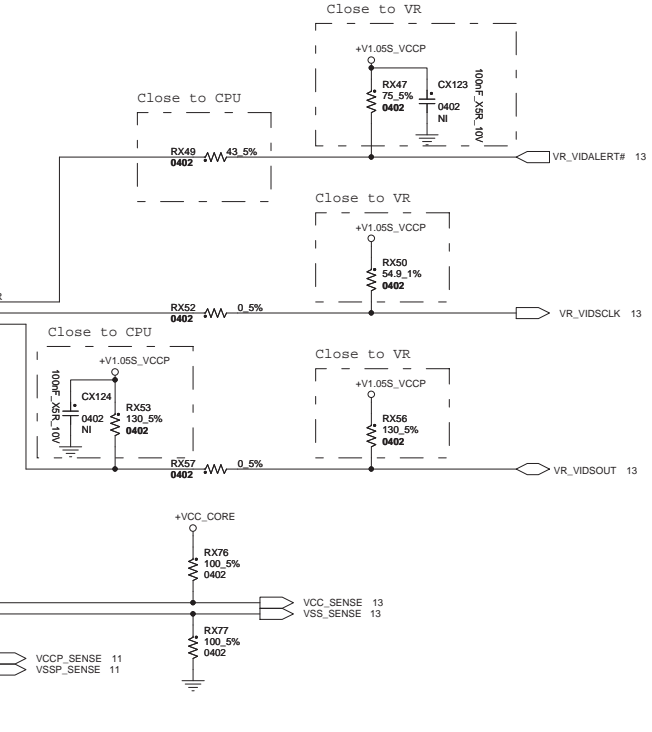 Close to VR
+V1.05S_VCCP
RX47
75_5%
0402
CX123
0402
NI
100nF_X5R_10V
Close to CPU
RX49
0402
43_5%
VR_VIDALERT# 13
Close to VR
+V1.05S_VCCP
RX50
54.9_1%
0402
RX52
0402
0_5%
VR_VIDSCLK 13
Close to CPU
+V1.05S_VCCP
100nF_X5R_10V
CX124
0402
NI
RX53
130_5%
0402
Close to VR
+V1.05S_VCCP
RX56
130_5%
0402
RX57
0402
0_5%
VR_VIDSOUT 13
+VCC_CORE
RX76
100_5%
0402
VCC_SENSE 13
VSS_SENSE 13
RX77
100_5%
0402
VCCP_SENSE 11
VSSP_SENSE 11